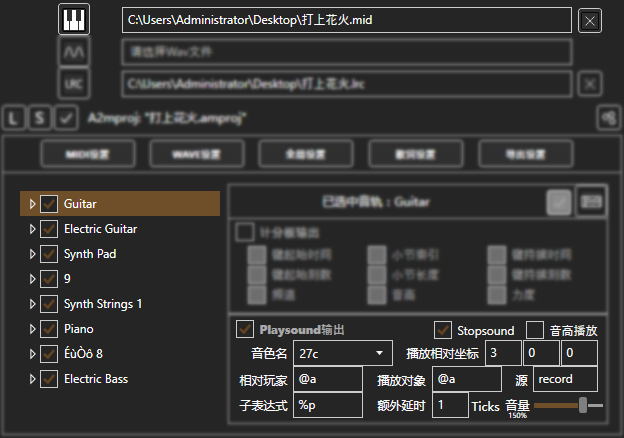 C:\Users\Administrator\Desktop\打上花火.mid
请选择Wav文件
LRC
C:\Users\Administrator\Desktop\打上花火.lrc
L S A2mproj: "打上花火.amproj"
MIDI设置 WAVE设置 全局设置 歌词设置 导出设置
已选中音轨：Guitar
Guitar
Electric Guitar
Synth Pad
9
Synth Strings 1
Piano
ÉùÒô 8
Electric Bass
计分板输出
键起始时间 小节索引 键持续时间
键起始刻数 小节长度 键持续刻数
频道 音高 力度
Playsound输出 Stopsound 音高播放
音色名 27c 播放相对坐标 3 0 0
相对玩家 @a 播放对象 @a 源 record
子表达式 %p 额外延时 1 Ticks 音量
150%